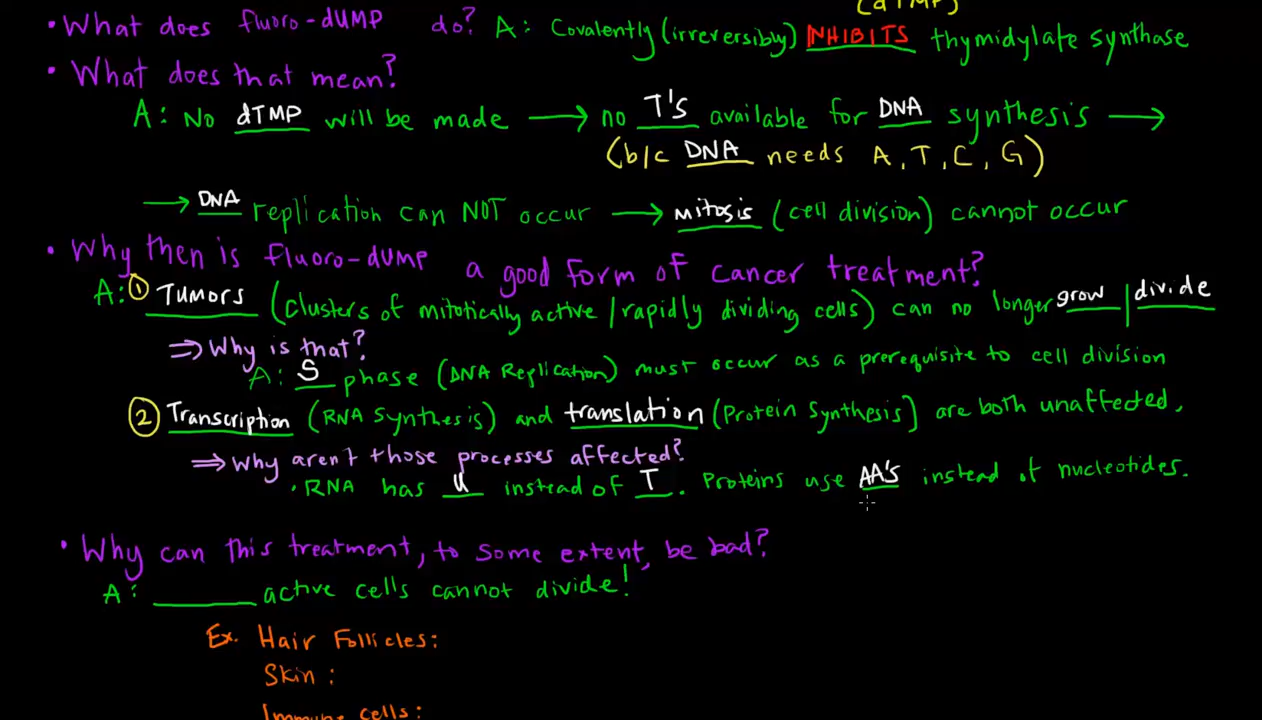 (dTMP)
• What does fluoro-dUMP do? A: Covalently (irreversiby) INHIBITS thymidylate synthase
• What does that mean?
A: No dTMP will be made → no T's available for DNA synthesis →
(b/c DNA needs A, T, C, G)
→ DNA replication can NOT occur → mitosis (cell division) cannot occur
• Why then is fluoro-dUMP a good form of cancer treatment?
A: ① Tumors (clusters of mitotically active / rapidly dividing cells) can no longer grow | divide
⇒ Why is that?
A: S phase (DNA Replication) must occur as a prerequisite to cell division
② Transcription (RNA Synthesis) and translation (Protein Synthesis) are both unaffected.
⇒ Why aren't those processes affected?
• RNA has U instead of T. Proteins use AA's instead of nucleotides.
• Why can this treatment, to some extent, be bad?
A: ______ active cells cannot divide!
Ex. Hair Follicles:
Skin:
Immune cells: